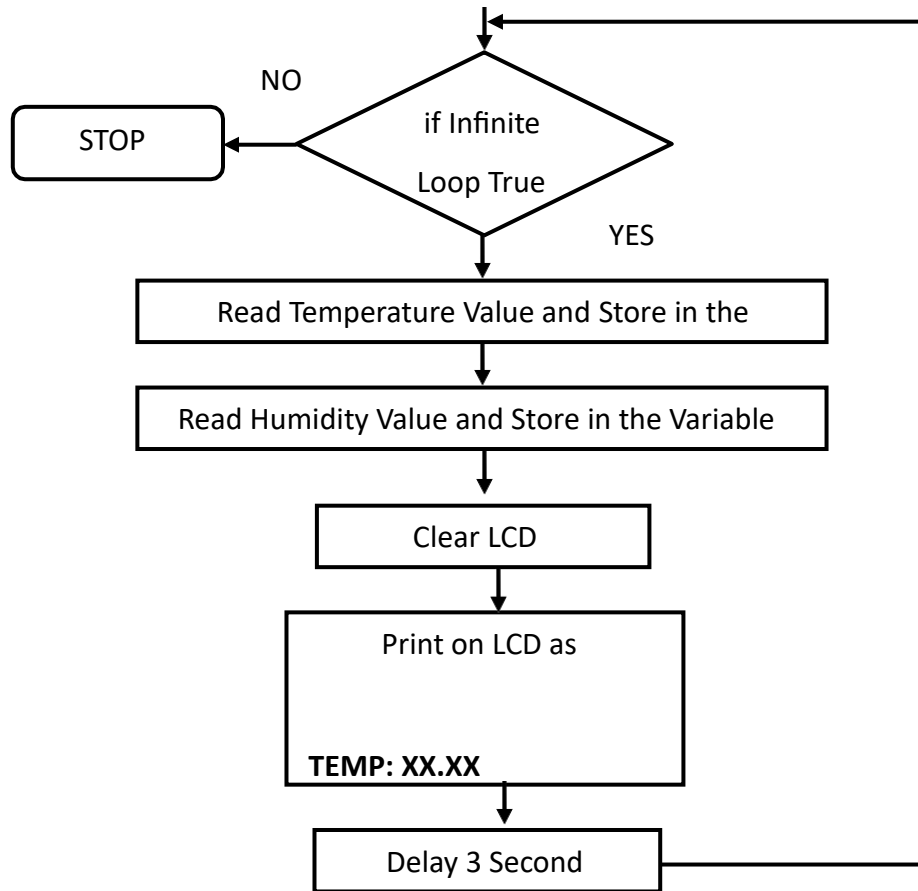 NO
STOP
if Infinite
Loop True
YES
Read Temperature Value and Store in the
Read Humidity Value and Store in the Variable
Clear LCD
Print on LCD as
TEMP: XX.XX
Delay 3 Second